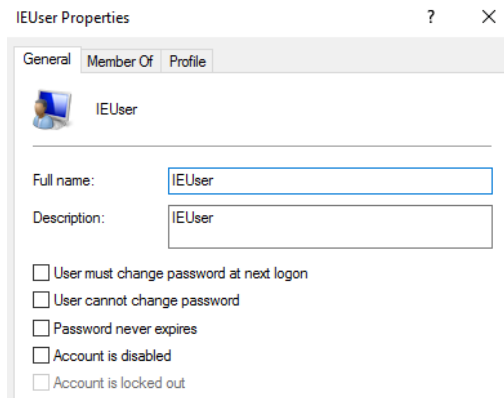 IEUser Properties ? ×
General Member Of Profile
IEUser
Full name: IEUser
Description: IEUser
User must change password at next logon
User cannot change password
Password never expires
Account is disabled
Account is locked out